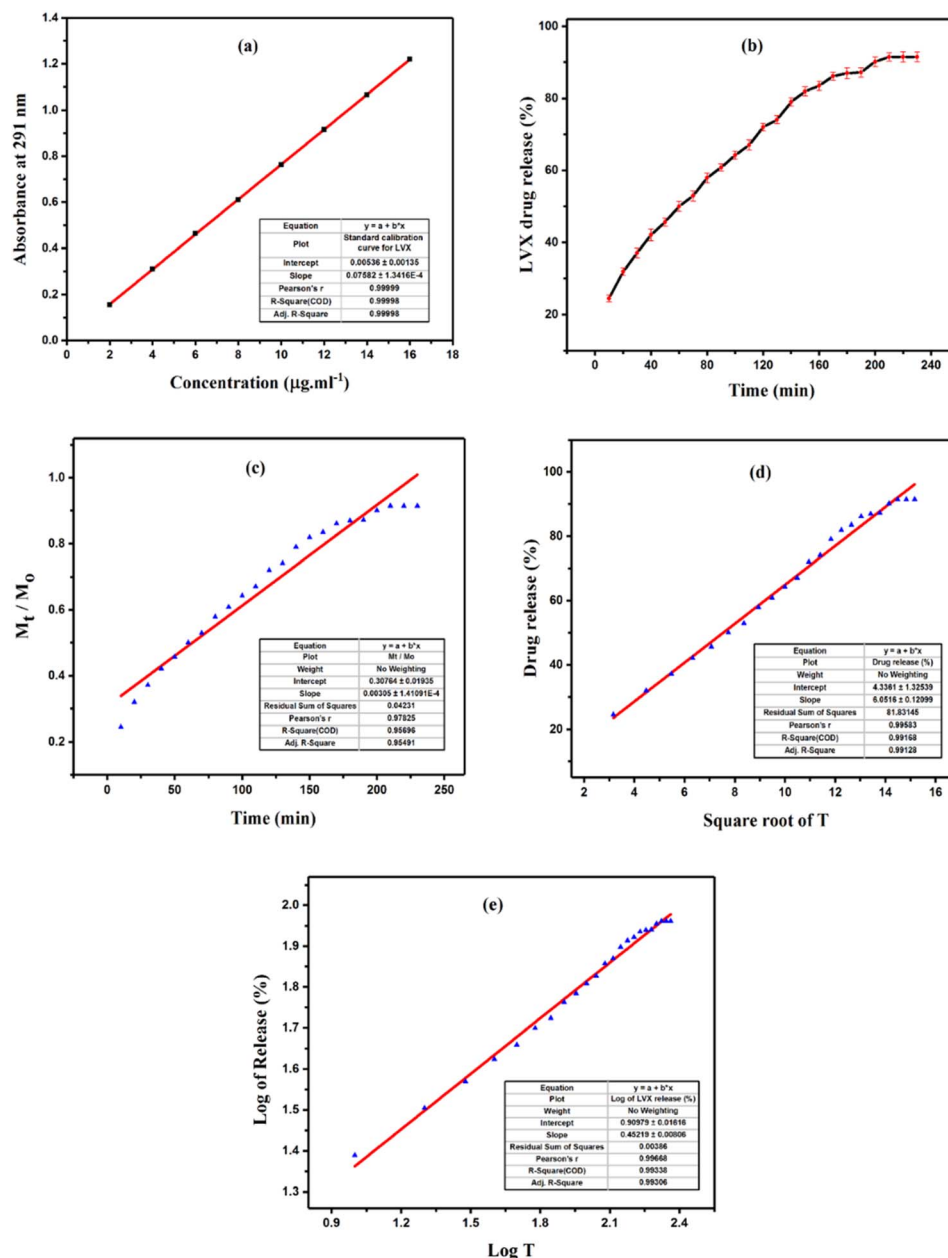 (a)
Absorbance at 291 nm
1.4
1.2
1.0
0.8
0.6
0.4
0.2
0.0
Equation y = a + b*x
Plot Standard calibration curve for LVX
Intercept 0.00536 ± 0.00135
Slope 0.07582 ± 1.3416E-4
Pearson's r 0.99999
R-Square(COD) 0.99998
Adj. R-Square 0.99998
0 2 4 6 8 10 12 14 16 18
Concentration (µg.ml-1)
(b)
LVX drug release (%)
100
80
60
40
20
0 40 80 120 160 200 240
Time (min)
(c)
Mt / Mo
1.0
0.8
0.6
0.4
0.2
Equation y = a + b*x
Plot Mt / Mo
Weight No Weighting
Intercept 0.30764 ± 0.01935
Slope 0.00305 ± 1.41091E-4
Residual Sum of Squares 0.04231
Pearson's r 0.97825
R-Square(COD) 0.95696
Adj. R-Square 0.95491
0 50 100 150 200 250
Time (min)
(d)
Drug release (%)
100
80
60
40
20
Equation y = a + b*x
Plot Drug release (%)
Weight No Weighting
Intercept 4.3361 ± 1.32539
Slope 6.0516 ± 0.12099
Residual Sum of Squares 81.83145
Pearson's r 0.99583
R-Square(COD) 0.99168
Adj. R-Square 0.99128
2 4 6 8 10 12 14 16
Square root of T
(e)
Log of Release (%)
2.0
1.9
1.8
1.7
1.6
1.5
1.4
1.3
Equation y = a + b*x
Plot Log of LVX release (%)
Weight No Weighting
Intercept 0.90979 ± 0.01616
Slope 0.45219 ± 0.00806
Residual Sum of Squares 0.00386
Pearson's r 0.99668
R-Square(COD) 0.99338
Adj. R-Square 0.99306
0.9 1.2 1.5 1.8 2.1 2.4
Log T